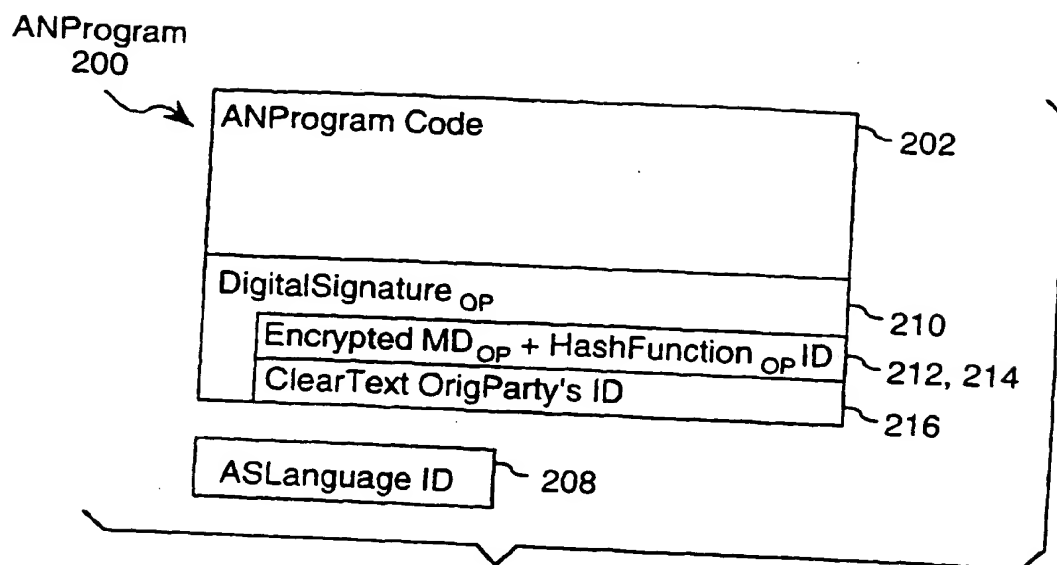 ANProgram
200
ANProgram Code
202
DigitalSignature OP
210
Encrypted MD OP + HashFunction OP ID
212, 214
ClearText OrigParty's ID
216
ASLanguage ID
208